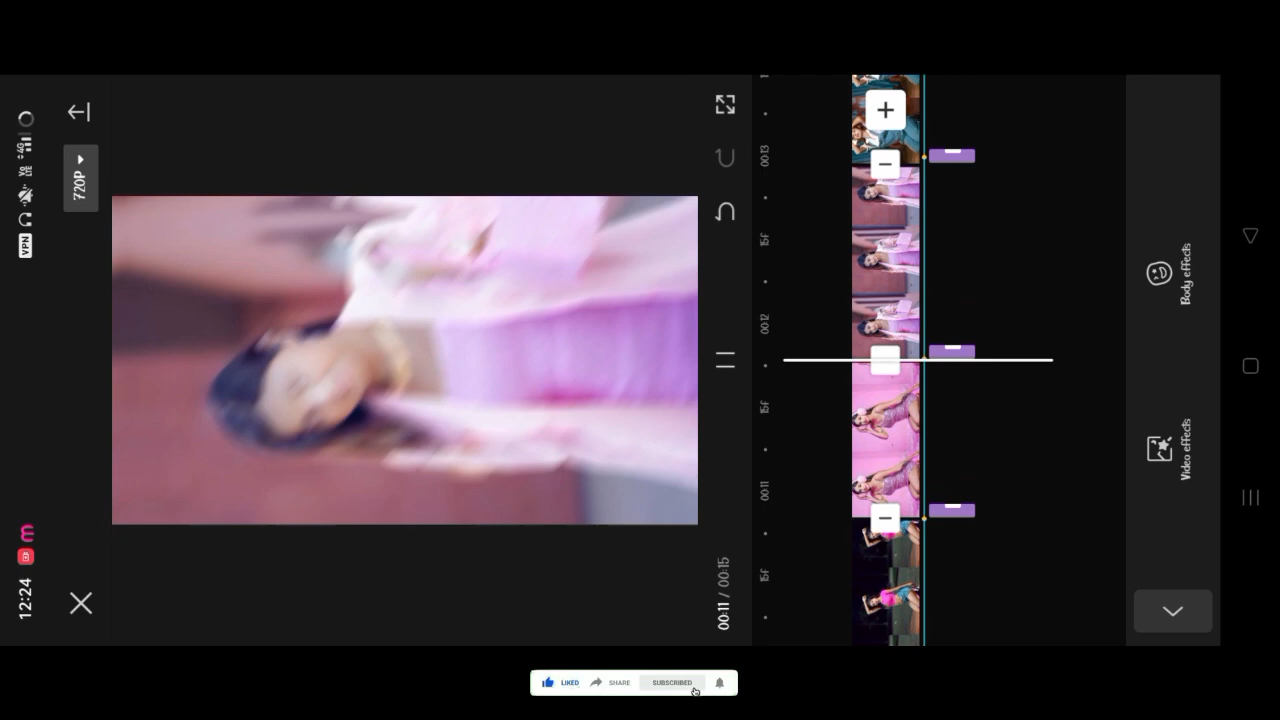 12:24
VPN
4G
720P
00:11 / 00:15
15f
00:11
15f
00:12
15f
00:13
Video effects
Body effects
LIKED
SHARE
SUBSCRIBED